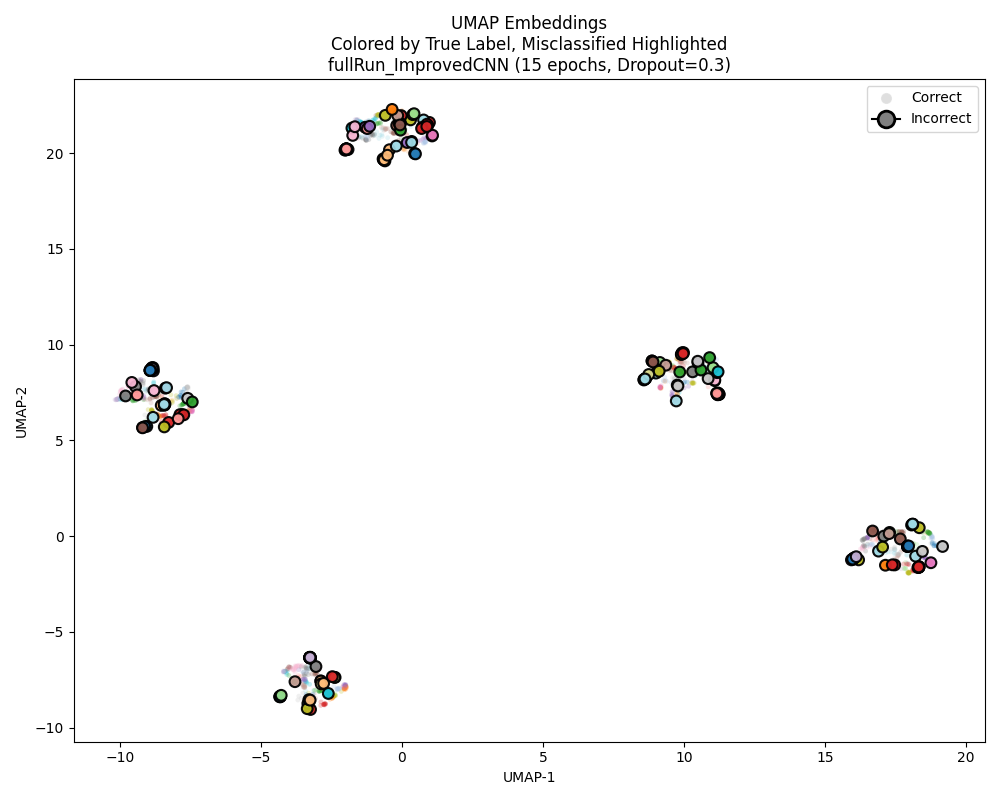 UMAP Embeddings
Colored by True Label, Misclassified Highlighted
fullRun_ImprovedCNN (15 epochs, Dropout=0.3)
Correct
Incorrect
20
15
10
5
0
−5
−10
UMAP-2
−10
−5
0
5
10
15
20
UMAP-1